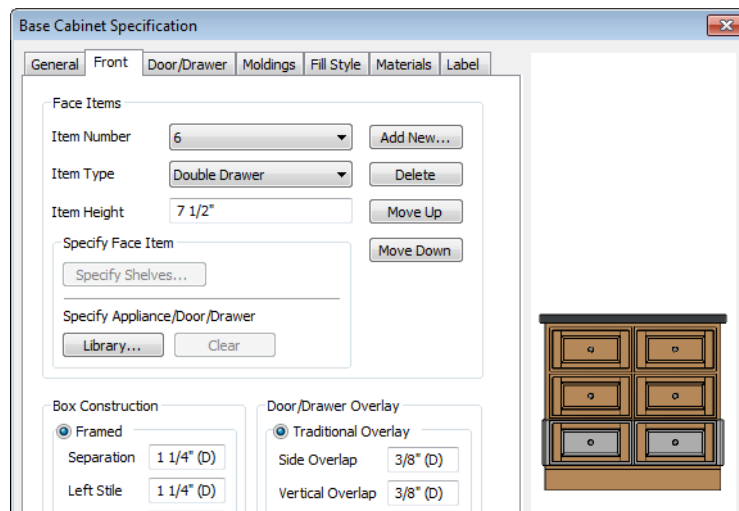 Base Cabinet Specification
General Front Door/Drawer Moldings Fill Style Materials Label
Face Items
Item Number 6 Add New...
Item Type Double Drawer Delete
Item Height 7 1/2" Move Up
Specify Face Item Move Down
Specify Shelves...
Specify Appliance/Door/Drawer
Library... Clear
Box Construction Door/Drawer Overlay
Framed Traditional Overlay
Separation 1 1/4" (D) Side Overlap 3/8" (D)
Left Stile 1 1/4" (D) Vertical Overlap 3/8" (D)